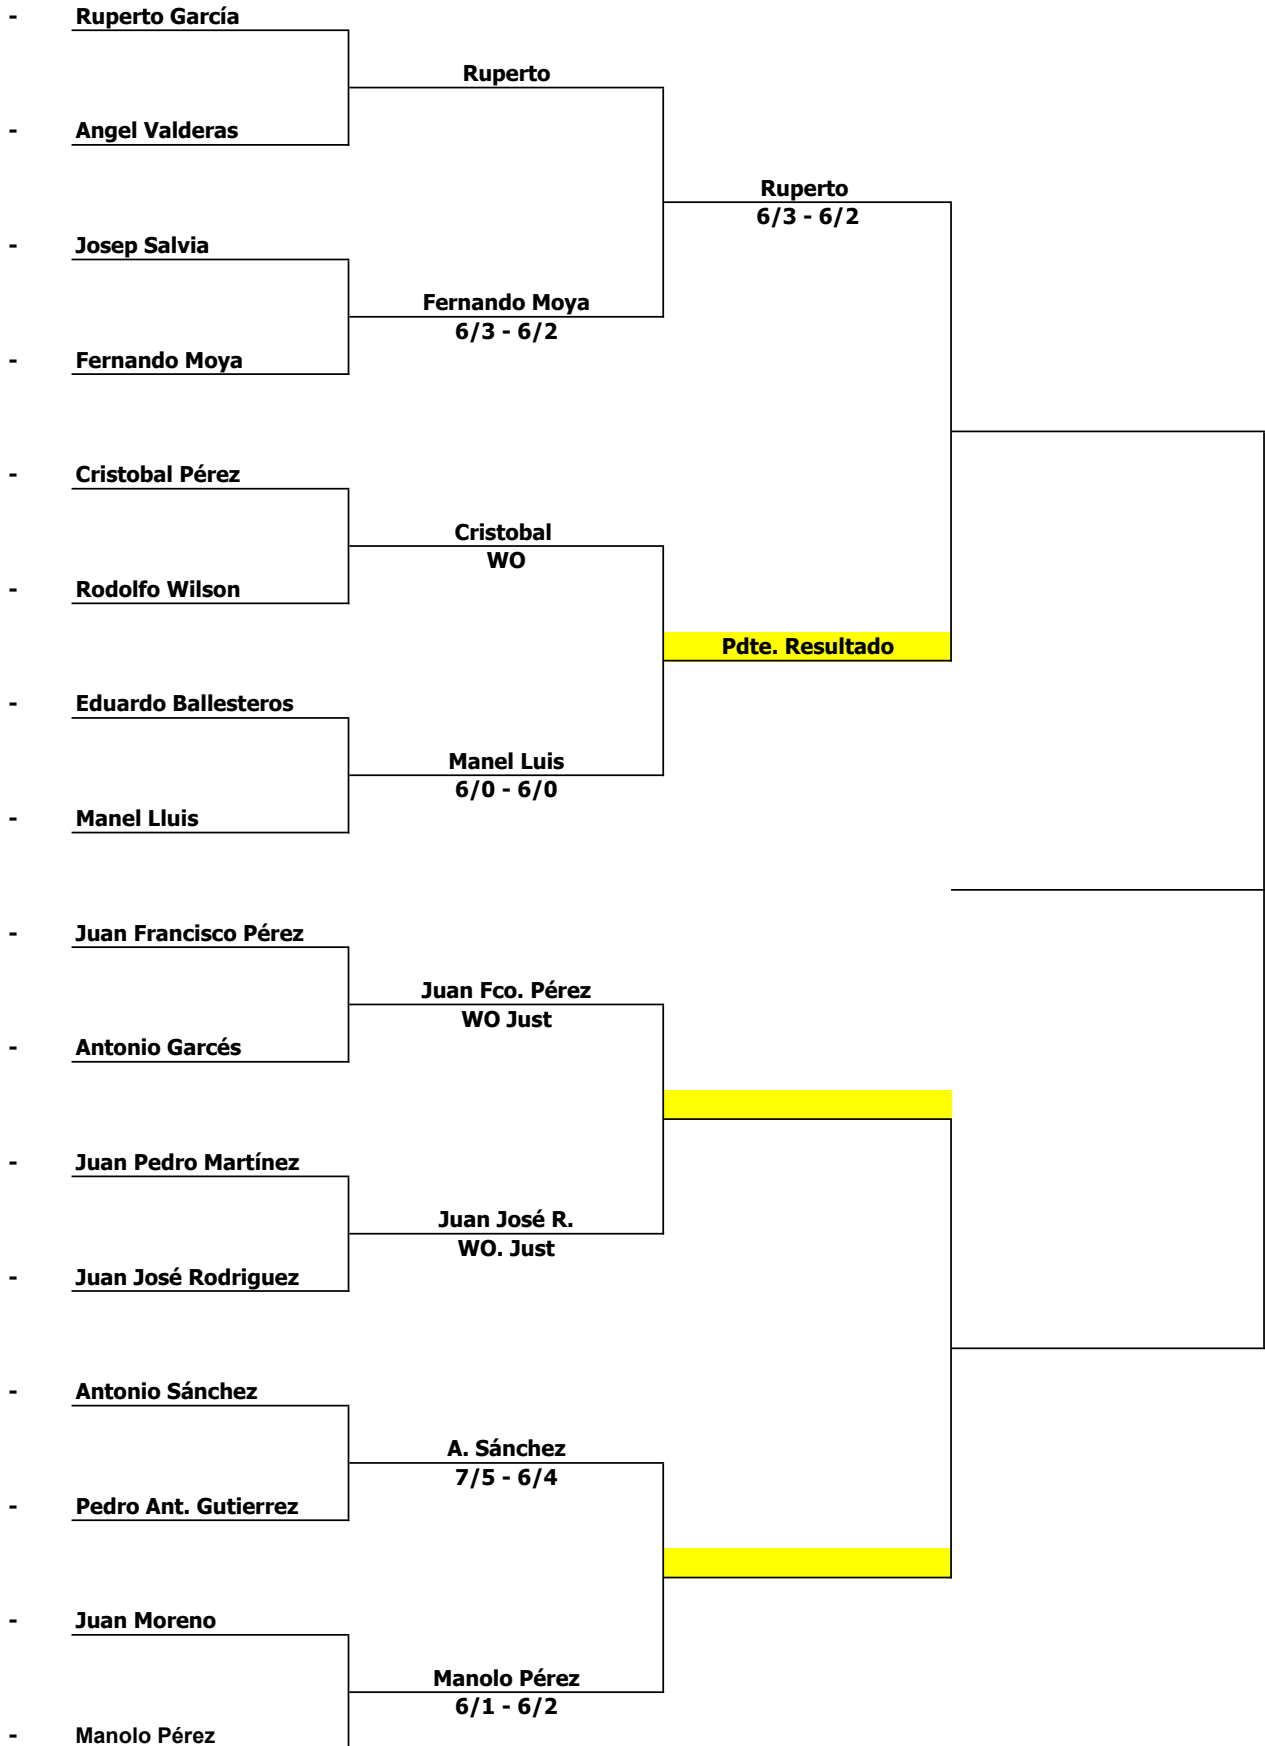 - Ruperto García
Ruperto
- Angel Valderas
Ruperto
6/3 - 6/2
- Josep Salvia
Fernando Moya
6/3 - 6/2
- Fernando Moya
- Cristobal Pérez
Cristobal
WO
- Rodolfo Wilson
Pdte. Resultado
- Eduardo Ballesteros
Manel Luis
6/0 - 6/0
- Manel Lluis
- Juan Francisco Pérez
Juan Fco. Pérez
WO Just
- Antonio Garcés
- Juan Pedro Martínez
Juan José R.
WO. Just
- Juan José Rodriguez
- Antonio Sánchez
A. Sánchez
7/5 - 6/4
- Pedro Ant. Gutierrez
- Juan Moreno
Manolo Pérez
6/1 - 6/2
- Manolo Pérez